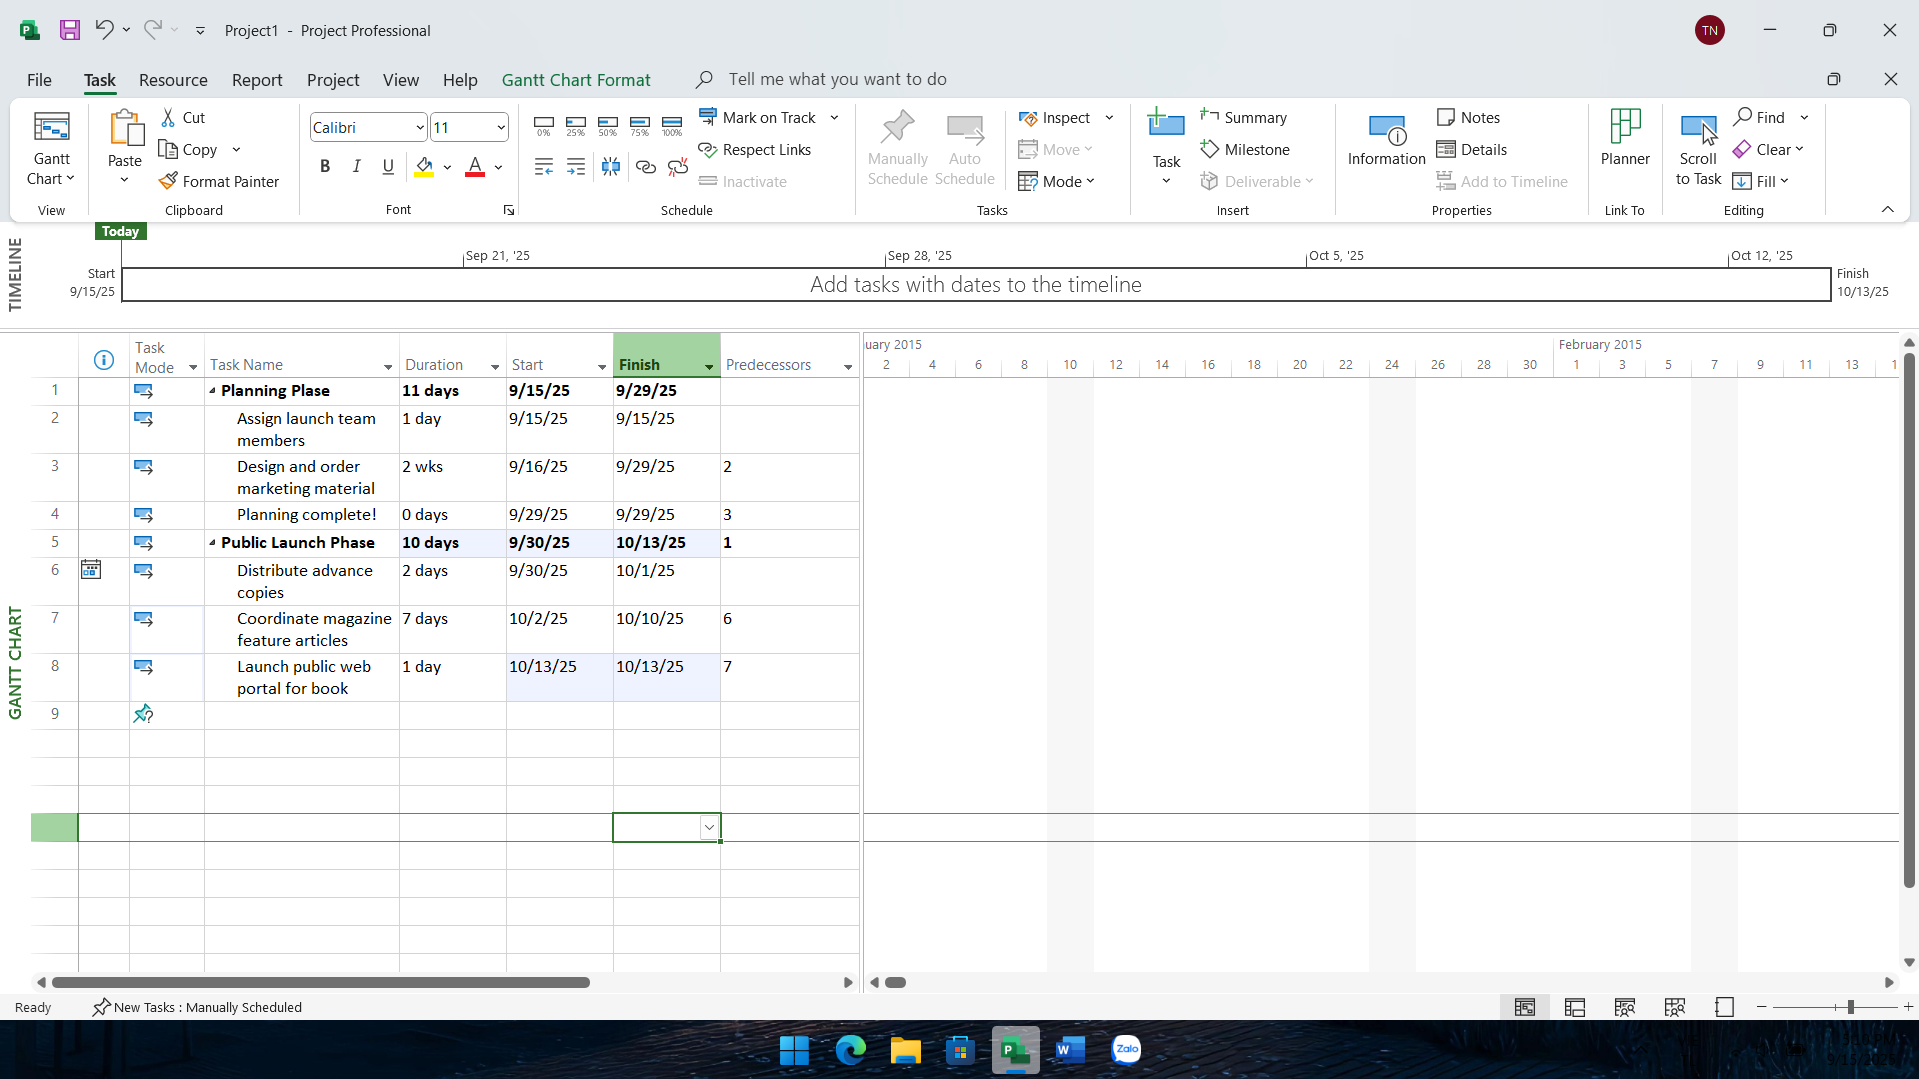 Project1 - Project Professional
TN
File Task Resource Report Project View Help Gantt Chart Format Tell me what you want to do
Gantt Chart
View
Paste
Cut
Copy
Format Painter
Clipboard
Calibri 11
B I U A
Font
0% 25% 50% 75% 100%
Mark on Track
Respect Links
Inactivate
Schedule
Manually Schedule
Auto Schedule
Inspect
Move
Mode
Tasks
Task
Summary
Milestone
Deliverable
Insert
Information
Notes
Details
Add to Timeline
Properties
Planner
Link To
Scroll to Task
Find
Clear
Fill
Editing
TIMELINE
Today
Sep 21, '25 Sep 28, '25 Oct 5, '25 Oct 12, '25
Start
9/15/25
Add tasks with dates to the timeline
Finish
10/13/25
GANTT CHART
Task Mode Task Name Duration Start Finish Predecessors
1 Planning Plase 11 days 9/15/25 9/29/25
2 Assign launch team members 1 day 9/15/25 9/15/25
3 Design and order marketing material 2 wks 9/16/25 9/29/25 2
4 Planning complete! 0 days 9/29/25 9/29/25 3
5 Public Launch Phase 10 days 9/30/25 10/13/25 1
6 Distribute advance copies 2 days 9/30/25 10/1/25
7 Coordinate magazine feature articles 7 days 10/2/25 10/10/25 6
8 Launch public web portal for book 1 day 10/13/25 10/13/25 7
9
uary 2015 February 2015
2 4 6 8 10 12 14 16 18 20 22 24 26 28 30 1 3 5 7 9 11 13 1
Ready New Tasks : Manually Scheduled
Zalo